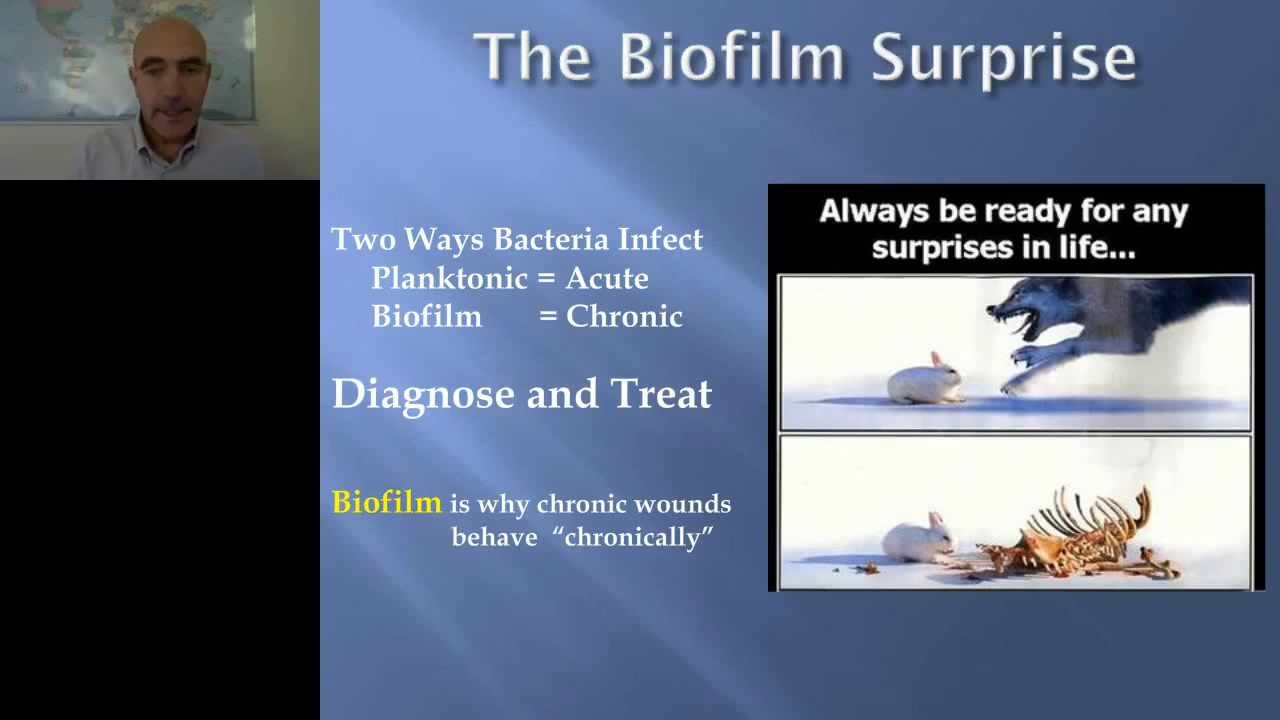 The Biofilm Surprise
Two Ways Bacteria Infect
Planktonic = Acute
Biofilm = Chronic
Diagnose and Treat
Biofilm is why chronic wounds
behave “chronically”
Always be ready for any
surprises in life...